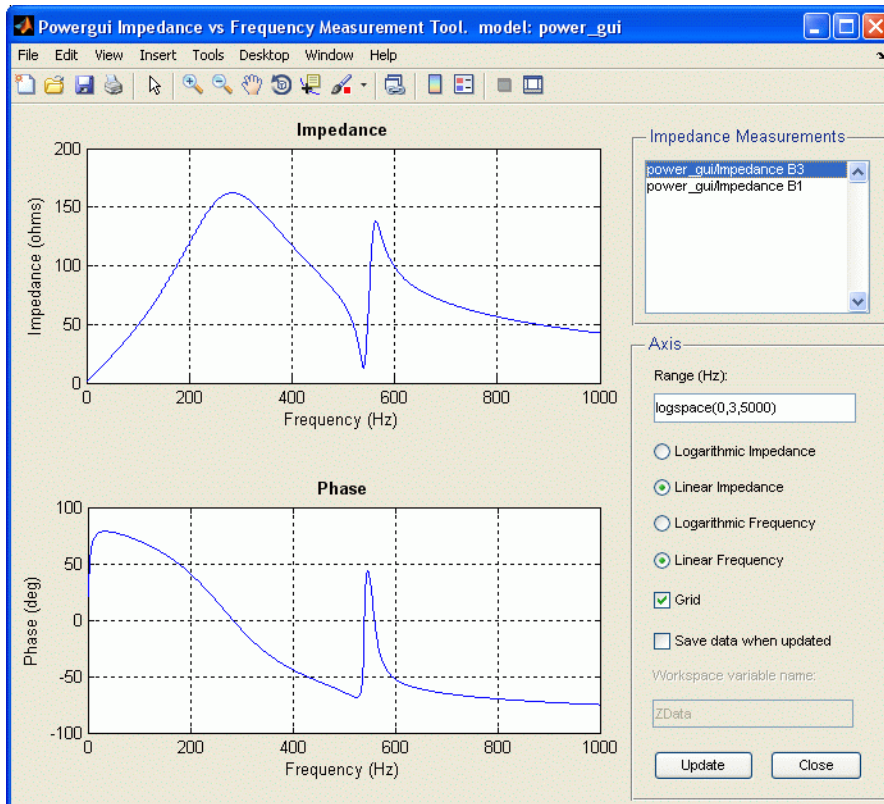 Powergui Impedance vs Frequency Measurement Tool. model: power_gui
File Edit View Insert Tools Desktop Window Help
Impedance
200
150
100
50
0
Impedance (ohms)
0 200 400 600 800 1000
Frequency (Hz)
Phase
100
50
0
-50
-100
Phase (deg)
0 200 400 600 800 1000
Frequency (Hz)
Impedance Measurements
power_gui/Impedance B3
power_gui/Impedance B1
Axis
Range (Hz):
logspace(0,3,5000)
Logarithmic Impedance
Linear Impedance
Logarithmic Frequency
Linear Frequency
Grid
Save data when updated
Workspace variable name:
ZData
Update Close